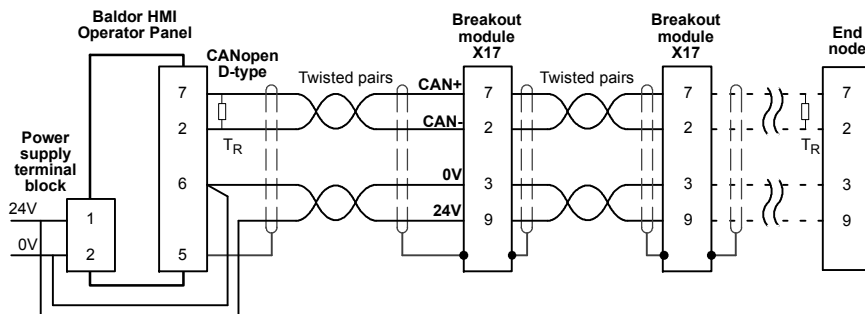 Baldor HMI
Operator Panel
CANopen
D-type
Twisted pairs
Breakout
module
X17
Twisted pairs
Breakout
module
X17
End
node
Power
supply
terminal
block
24V
0V
1
2
7
2
6
5
TR
CAN+
CAN-
0V
24V
7
2
3
9
7
2
3
9
TR
7
2
3
9